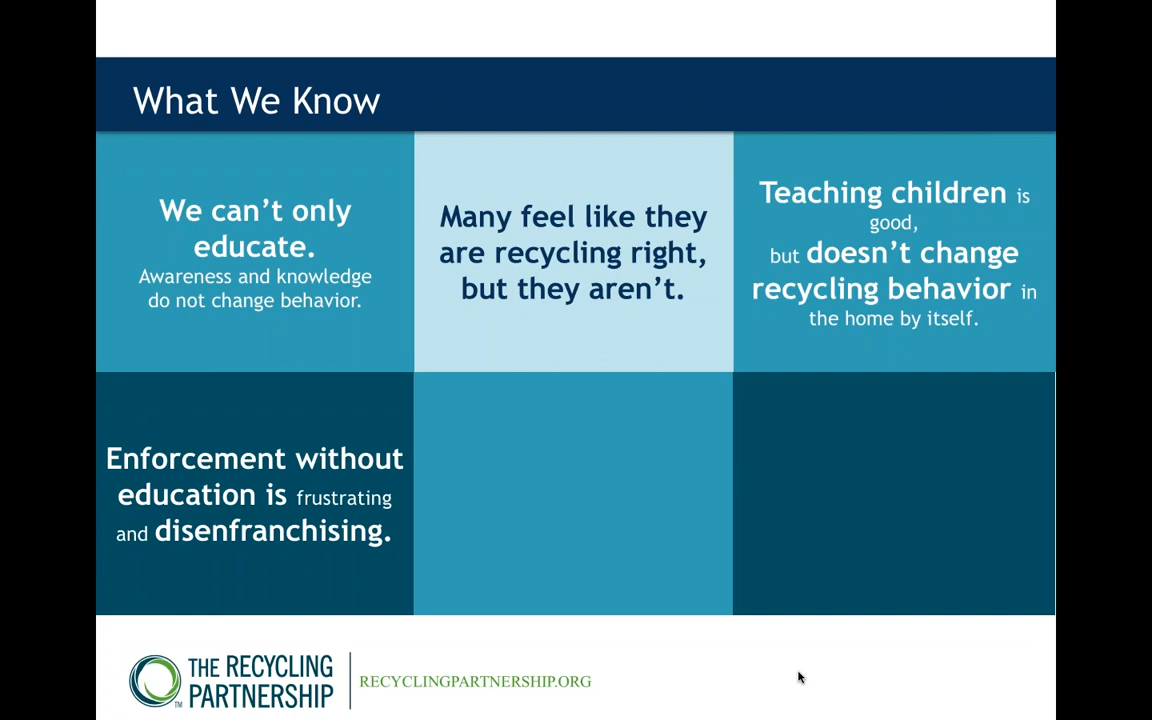 What We Know
We can't only
educate.
Awareness and knowledge
do not change behavior.
Many feel like they
are recycling right,
but they aren't.
Teaching children is
good,
but doesn't change
recycling behavior in
the home by itself.
Enforcement without
education is frustrating
and disenfranchising.
THE RECYCLING
PARTNERSHIP
TM
RECYCLINGPARTNERSHIP.ORG